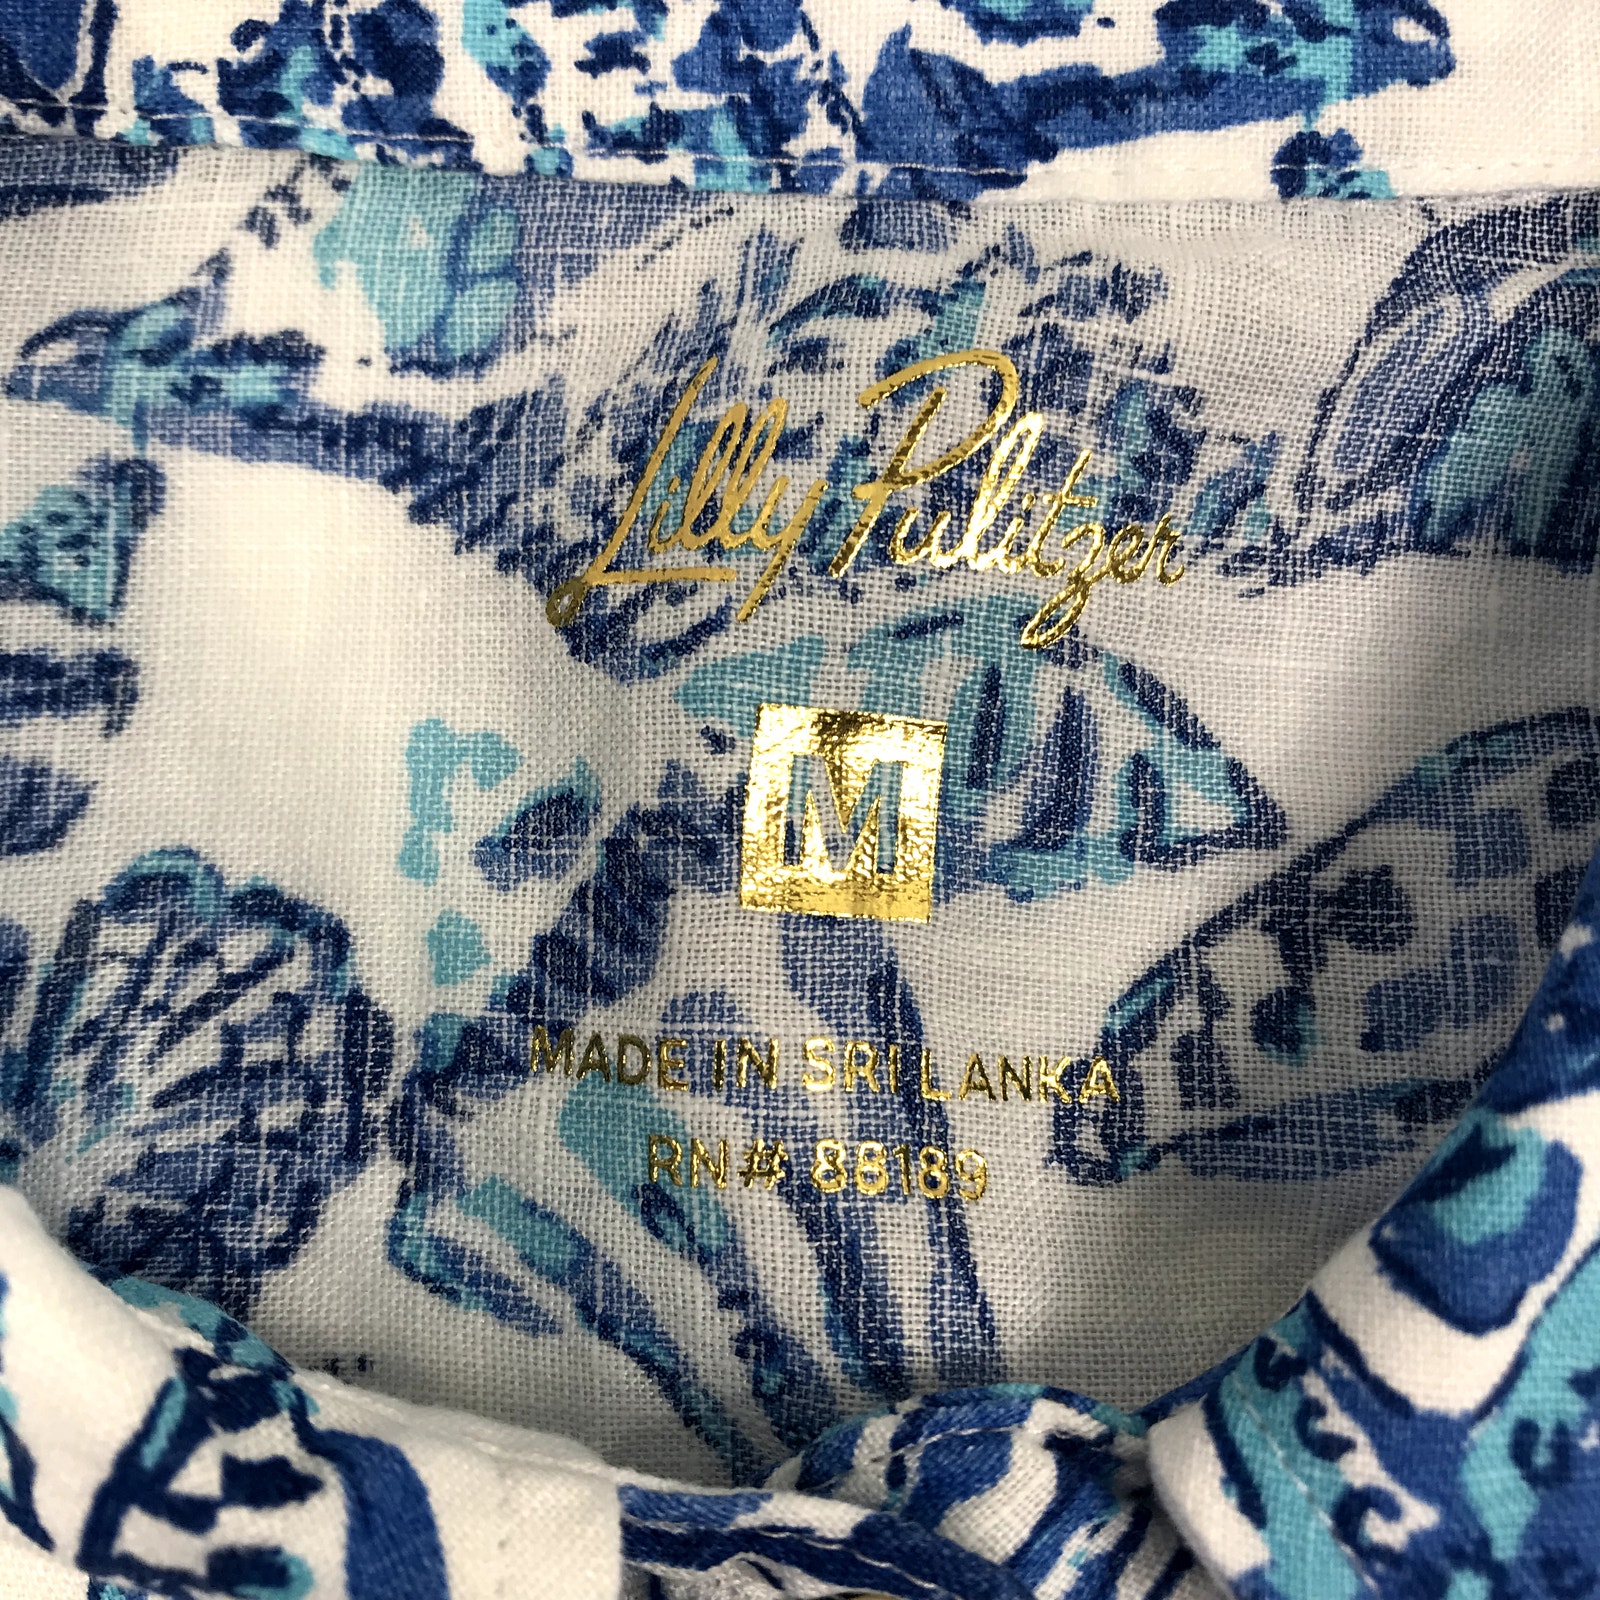 Lilly Pulitzer
M
MADE IN SRI LANKA
RN# 88189